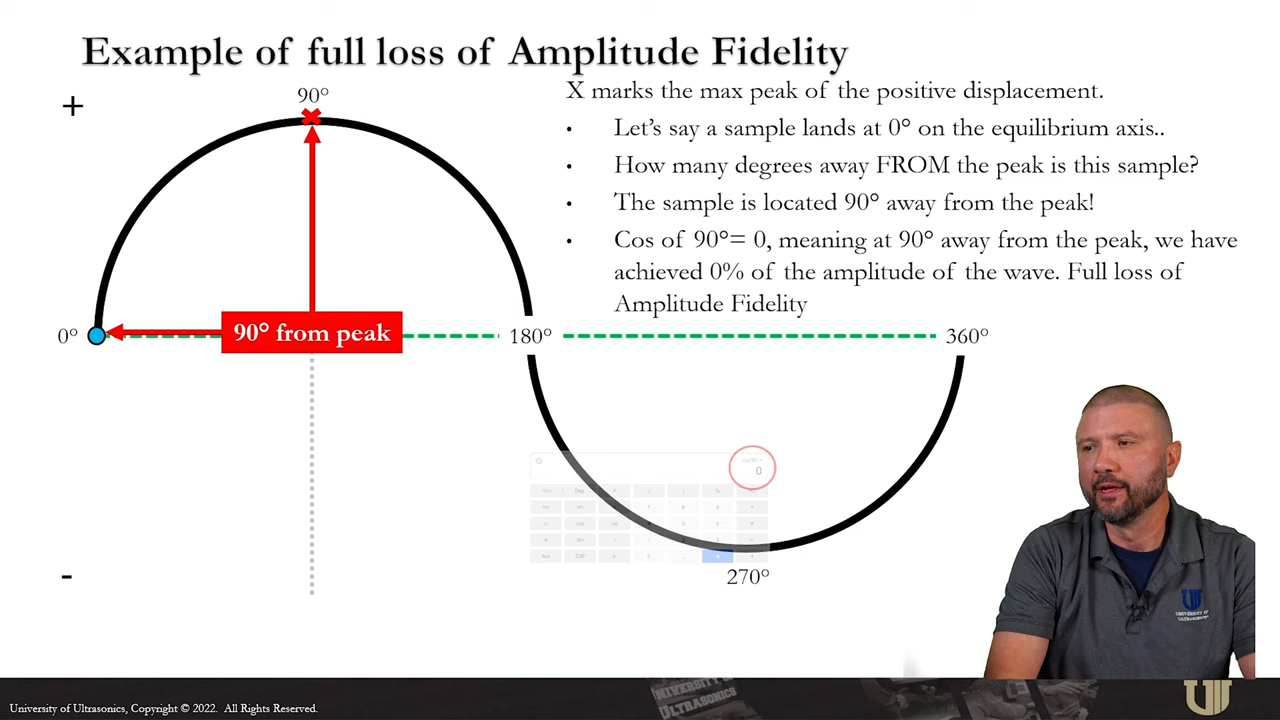 Example of full loss of Amplitude Fidelity
+
90°
X marks the max peak of the positive displacement.
• Let's say a sample lands at 0° on the equilibrium axis..
• How many degrees away FROM the peak is this sample?
• The sample is located 90° away from the peak!
• Cos of 90°= 0, meaning at 90° away from the peak, we have
achieved 0% of the amplitude of the wave. Full loss of
Amplitude Fidelity
0°
90° from peak
180°
360°
0
-
270°
UNIVERSITY OF
ULTRASONICS
University of Ultrasonics, Copyright © 2022. All Rights Reserved.